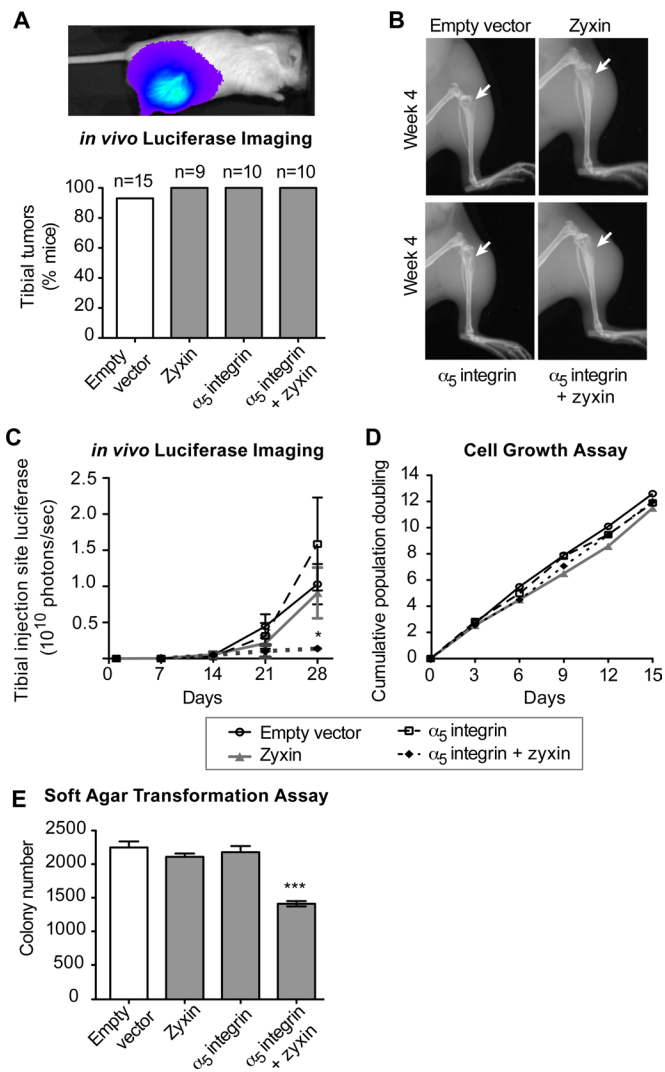 A
in vivo Luciferase Imaging
n=15
n=9
n=10
n=10
Tibial tumors
(% mice)
100
80
60
40
20
0
Empty
vector
Zyxin
α5 integrin
α5 integrin
+ zyxin
B
Empty vector
Zyxin
Week 4
Week 4
α5 integrin
α5 integrin
+ zyxin
C
in vivo Luciferase Imaging
Tibial injection site luciferase
(10^10 photons/sec)
2.5
2.0
1.5
1.0
0.5
0
7
14
21
28
*
Days
D
Cell Growth Assay
Cumulative population doubling
14
12
10
8
6
4
2
0
0
3
6
9
12
15
Days
Empty vector
Zyxin
α5 integrin
α5 integrin + zyxin
E
Soft Agar Transformation Assay
Colony number
2500
2000
1500
1000
500
0
***
Empty
vector
Zyxin
α5 integrin
α5 integrin
+ zyxin